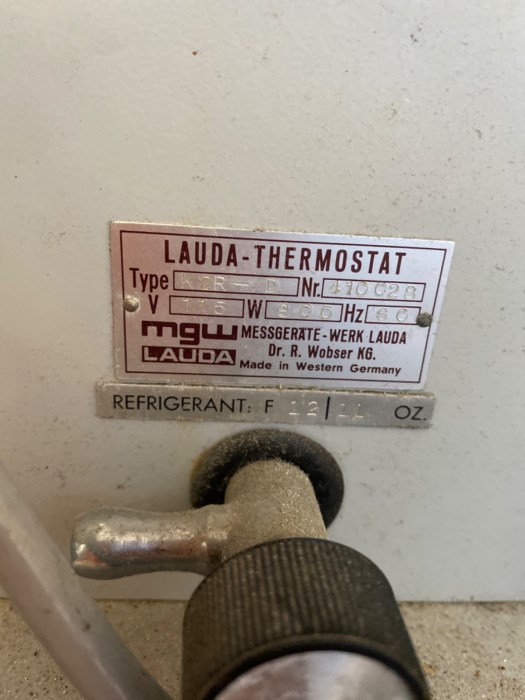 LAUDA-THERMOSTAT
Type K2R-D Nr. 410028
V 115 W 800 Hz 60
mgw MESSGERÄTE-WERK LAUDA
LAUDA Dr. R. Wobser KG.
Made in Western Germany
REFRIGERANT: F 12/11 OZ.